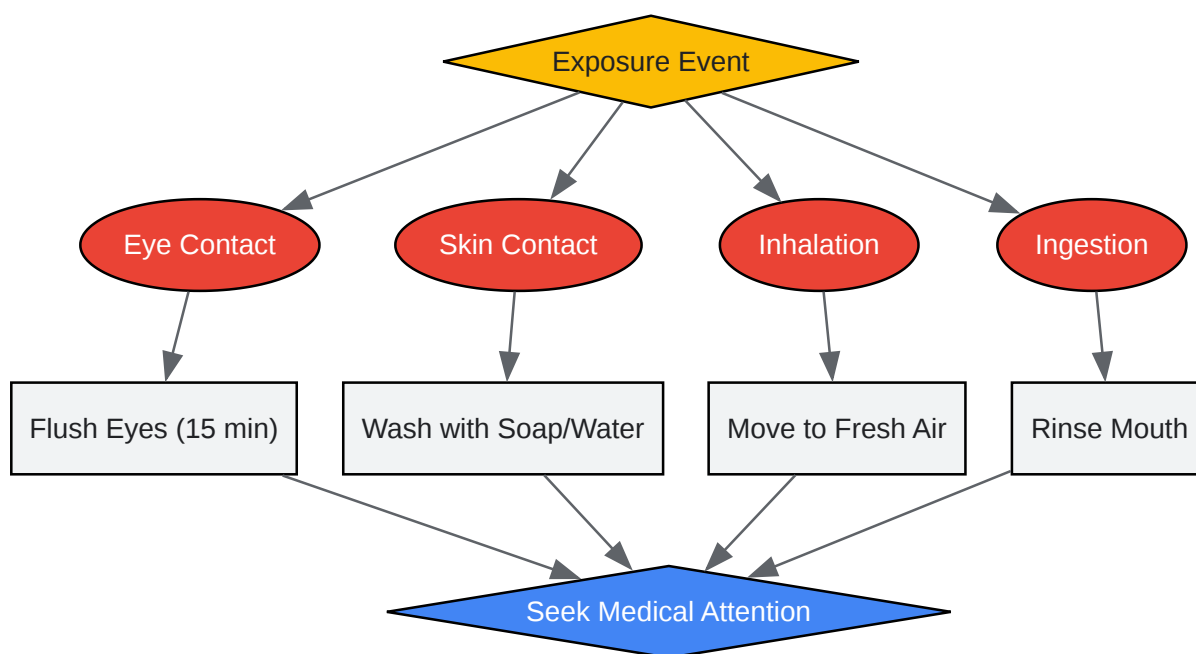 Exposure Event
Eye Contact
Skin Contact
Inhalation
Ingestion
Flush Eyes (15 min)
Wash with Soap/Water
Move to Fresh Air
Rinse Mouth
Seek Medical Attention